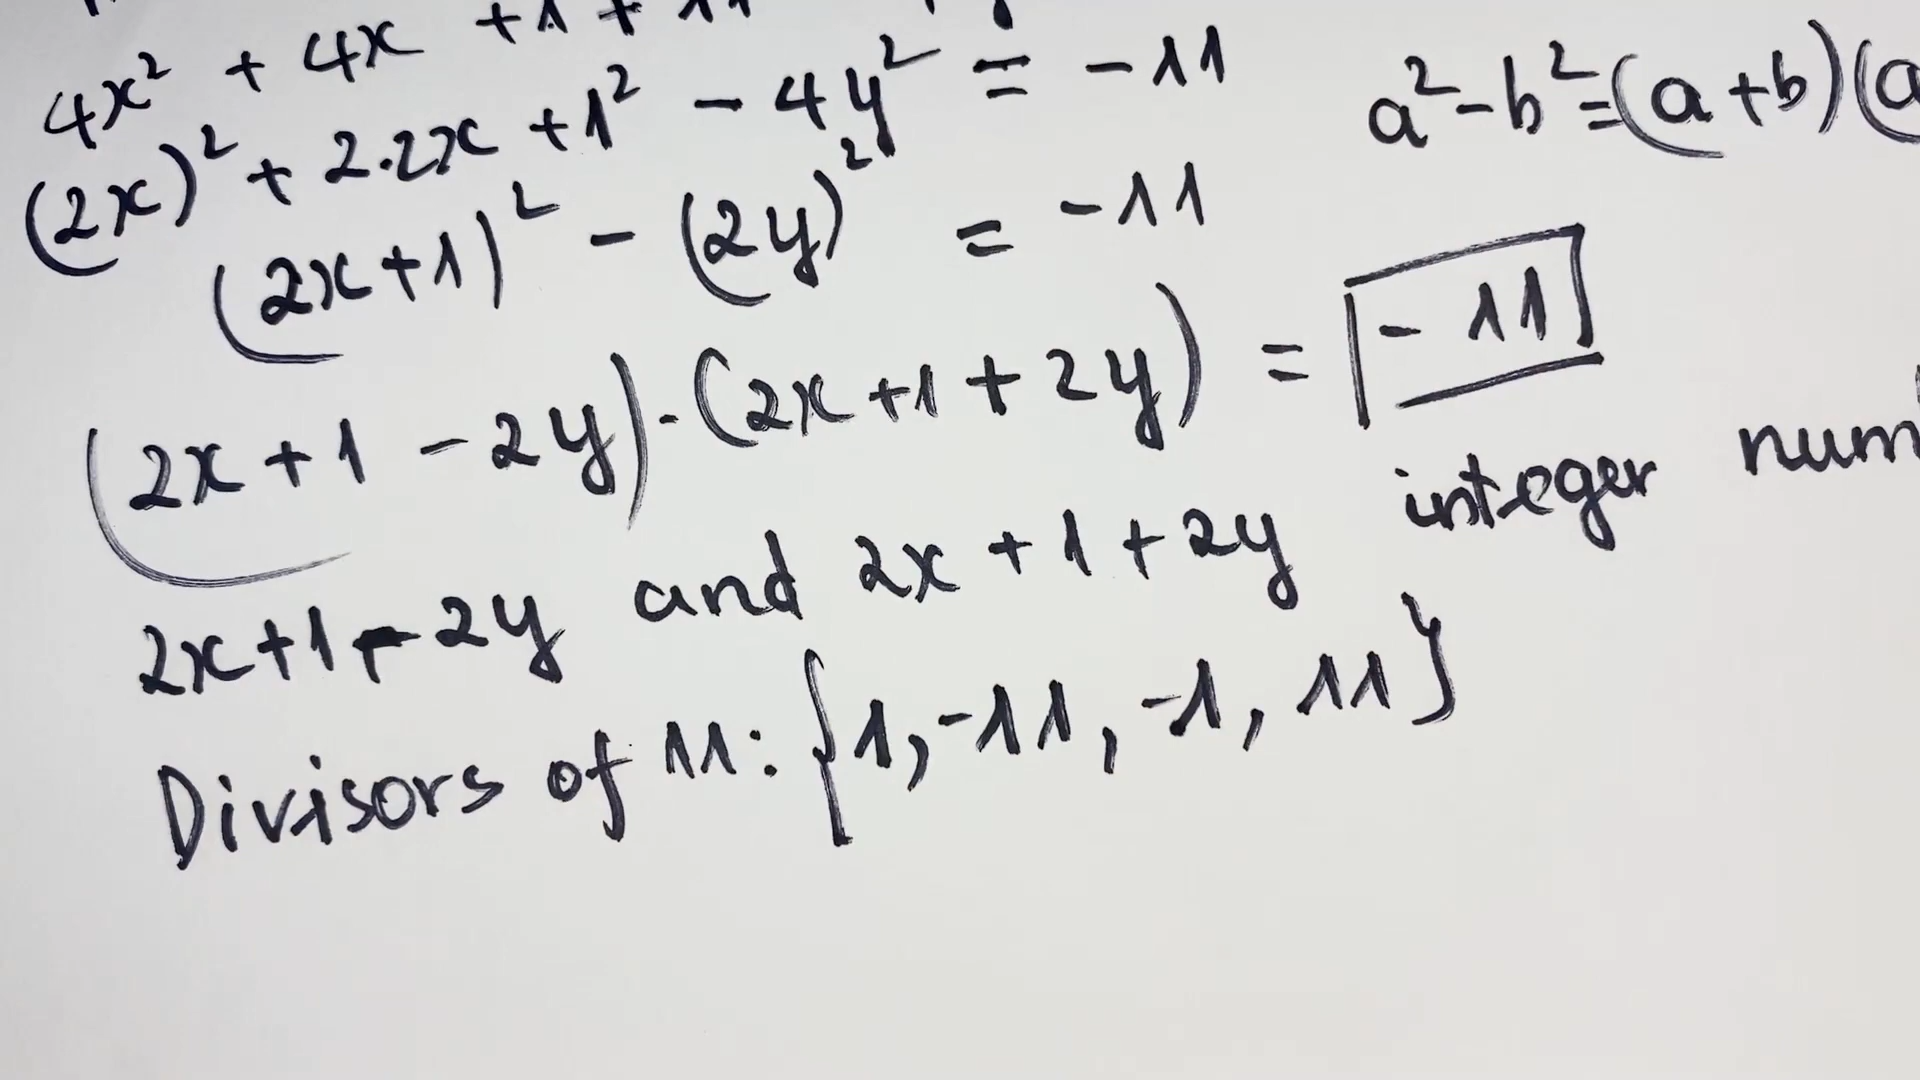 4x² + 4x + 1 + 11
(2x)² + 2·2x + 1² - 4y² = -11
a² - b² = (a + b)(a
(2x+1)² - (2y)² = -11
(2x + 1 - 2y)·(2x + 1 + 2y) = -11
2x+1-2y and 2x + 1 + 2y integer num
Divisors of 11: {1, -11, -1, 11}